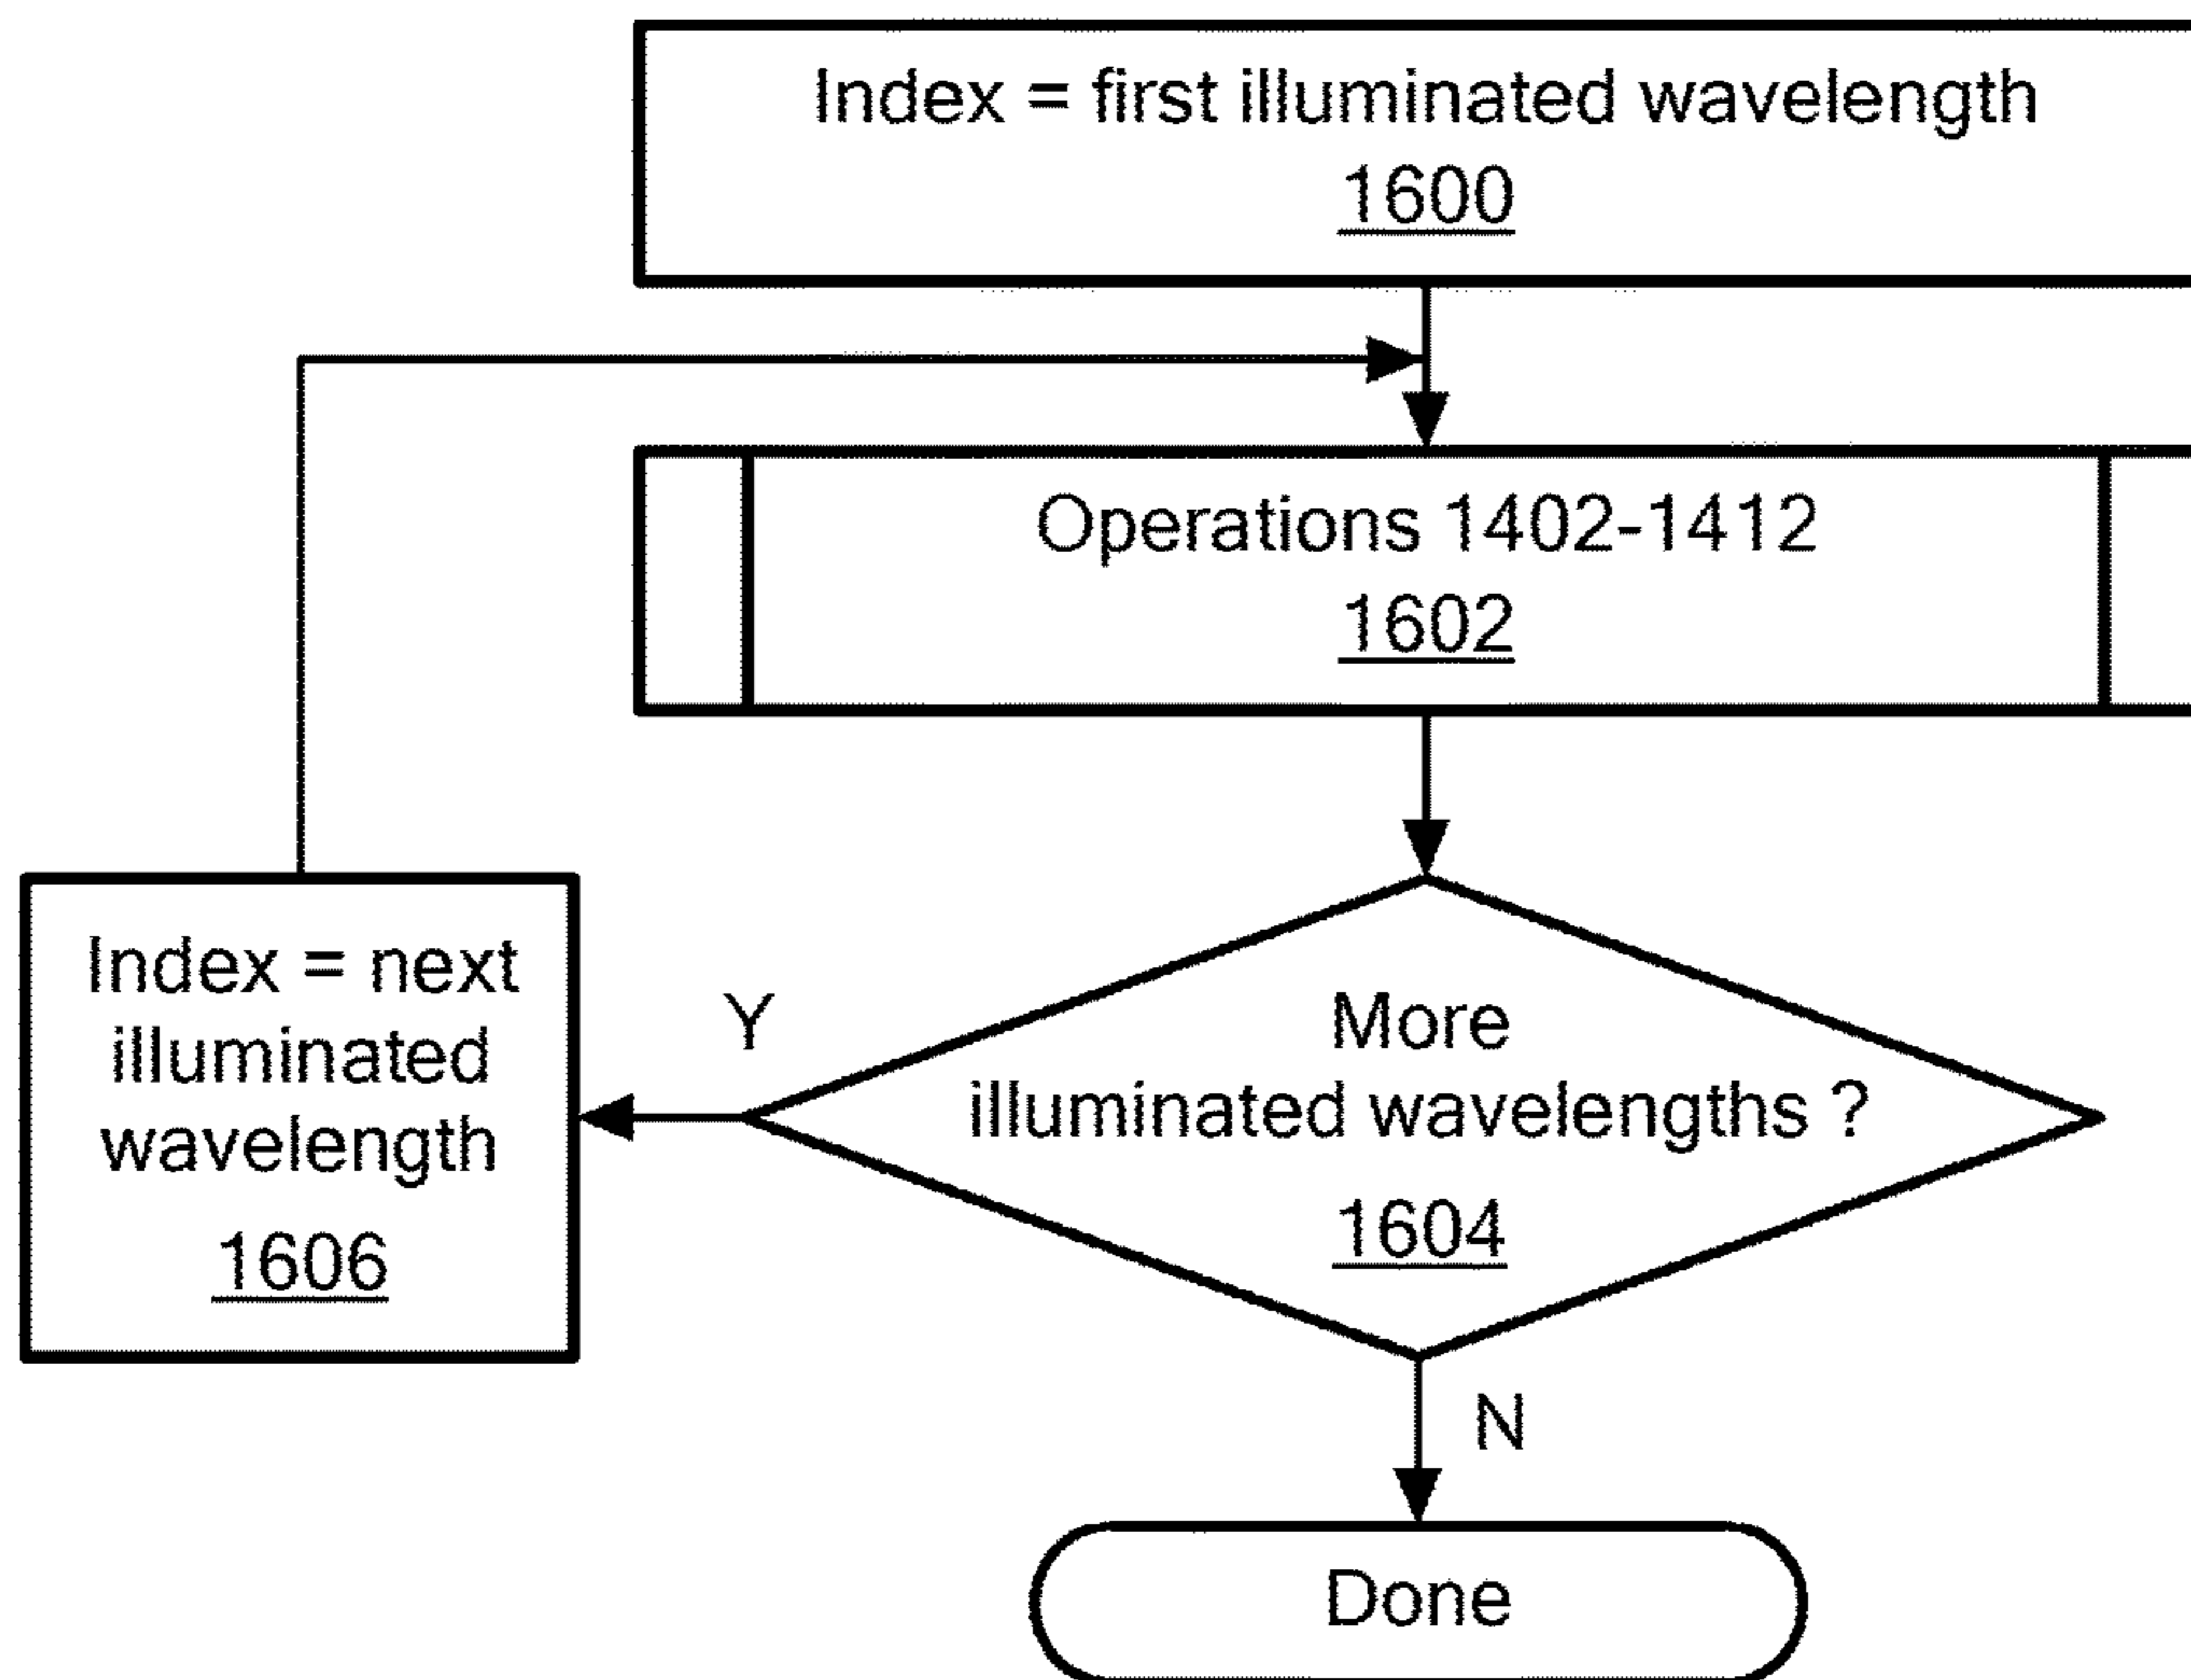 Index = first illuminated wavelength
1600
Operations 1402-1412
1602
More
illuminated wavelengths ?
1604
Y
Index = next
illuminated
wavelength
1606
N
Done